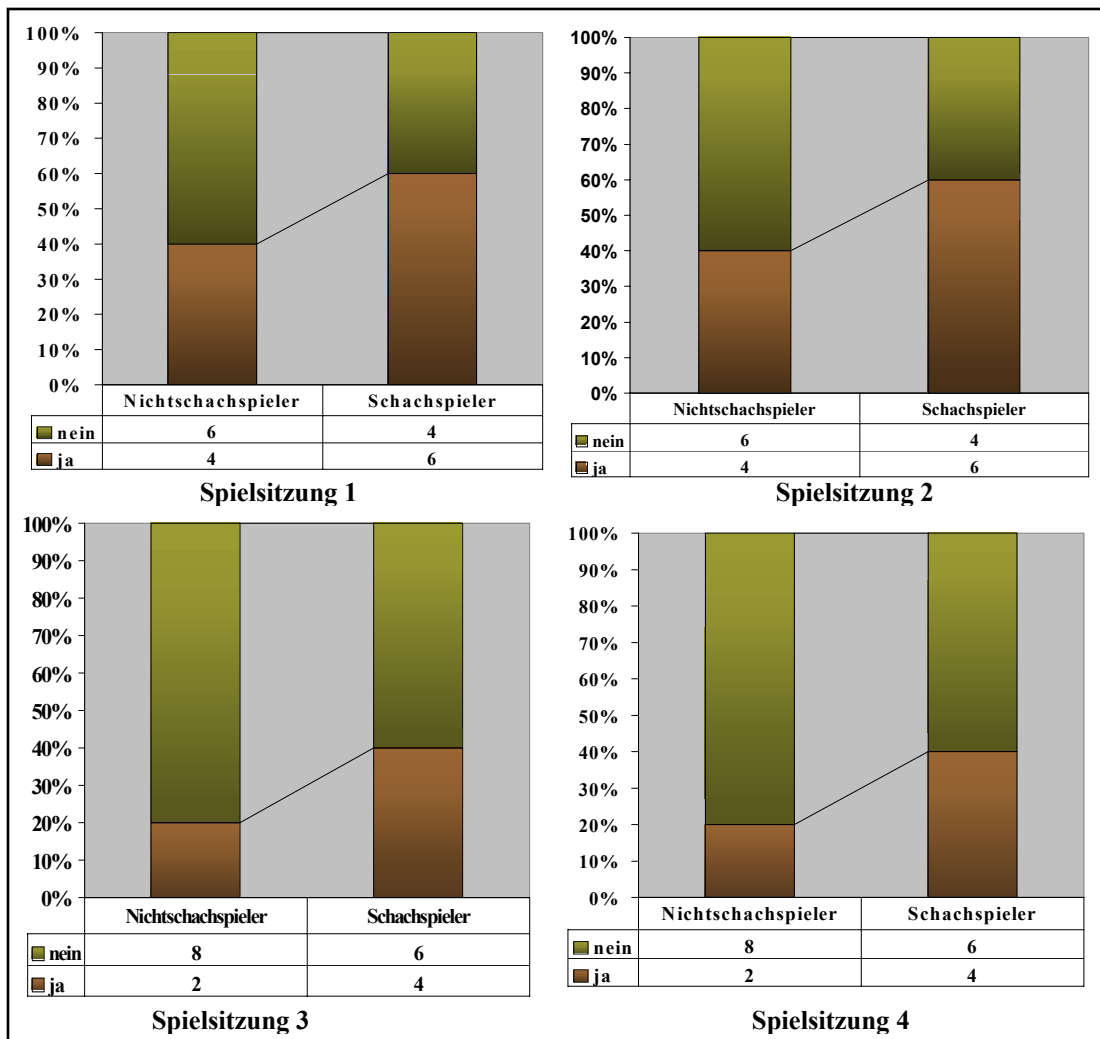 100%
90%
80%
70%
60%
50%
40%
30%
20%
10%
0%
Nichtschachspieler Schachspieler
nein 6 4
ja 4 6
Spielsitzung 1
100%
90%
80%
70%
60%
50%
40%
30%
20%
10%
0%
Nichtschachspieler Schachspieler
nein 6 4
ja 4 6
Spielsitzung 2
100%
90%
80%
70%
60%
50%
40%
30%
20%
10%
0%
Nichtschachspieler Schachspieler
nein 8 6
ja 2 4
Spielsitzung 3
100%
90%
80%
70%
60%
50%
40%
30%
20%
10%
0%
Nichtschachspieler Schachspieler
nein 8 6
ja 2 4
Spielsitzung 4